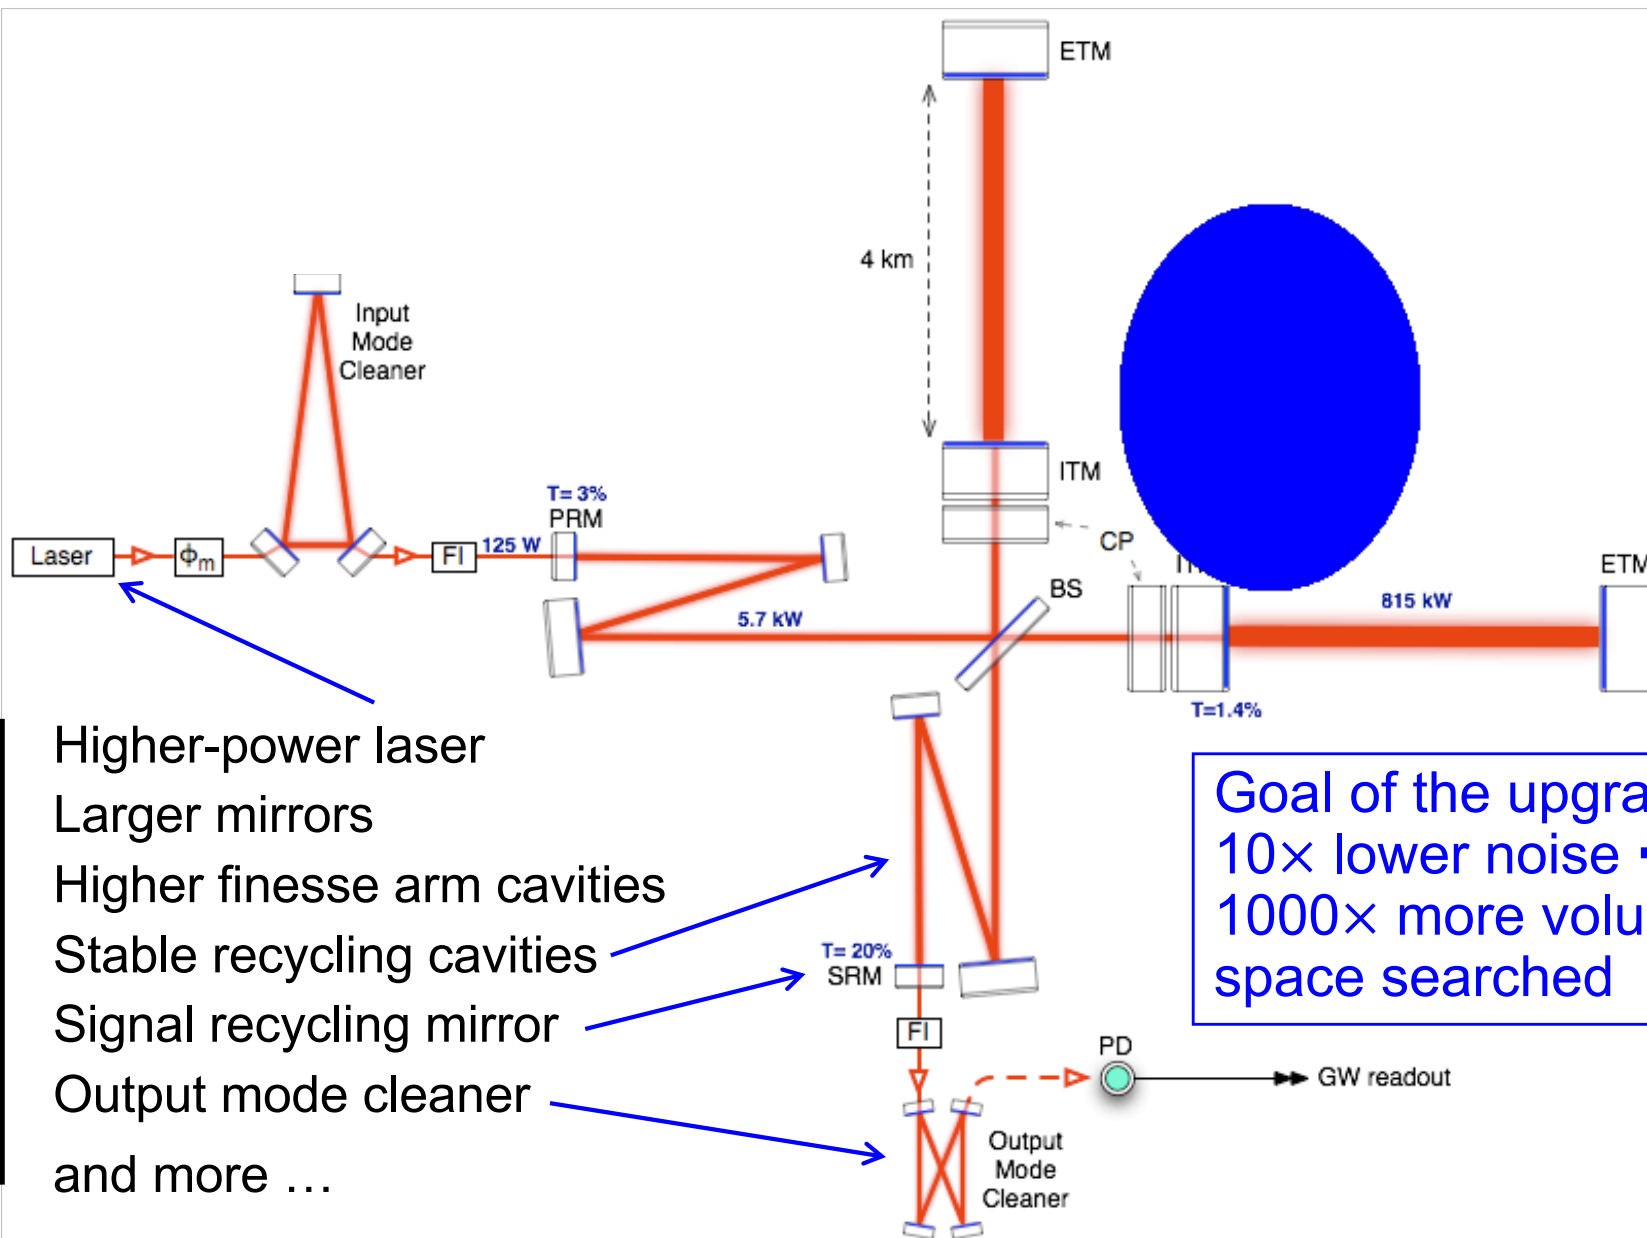 ETM
4 km
Input
Mode
Cleaner
ITM
T= 3%
PRM
CP
Laser
ϕm
FI
125 W
BS
ETM
815 kW
5.7 kW
T=1.4%
Higher-power laser
Larger mirrors
Higher finesse arm cavities
Stable recycling cavities
Signal recycling mirror
Output mode cleaner
and more …
Goal of the
10× lower noise
1000× more
space searched
T= 20%
SRM
FI
PD
GW readout
Output
Mode
Cleaner